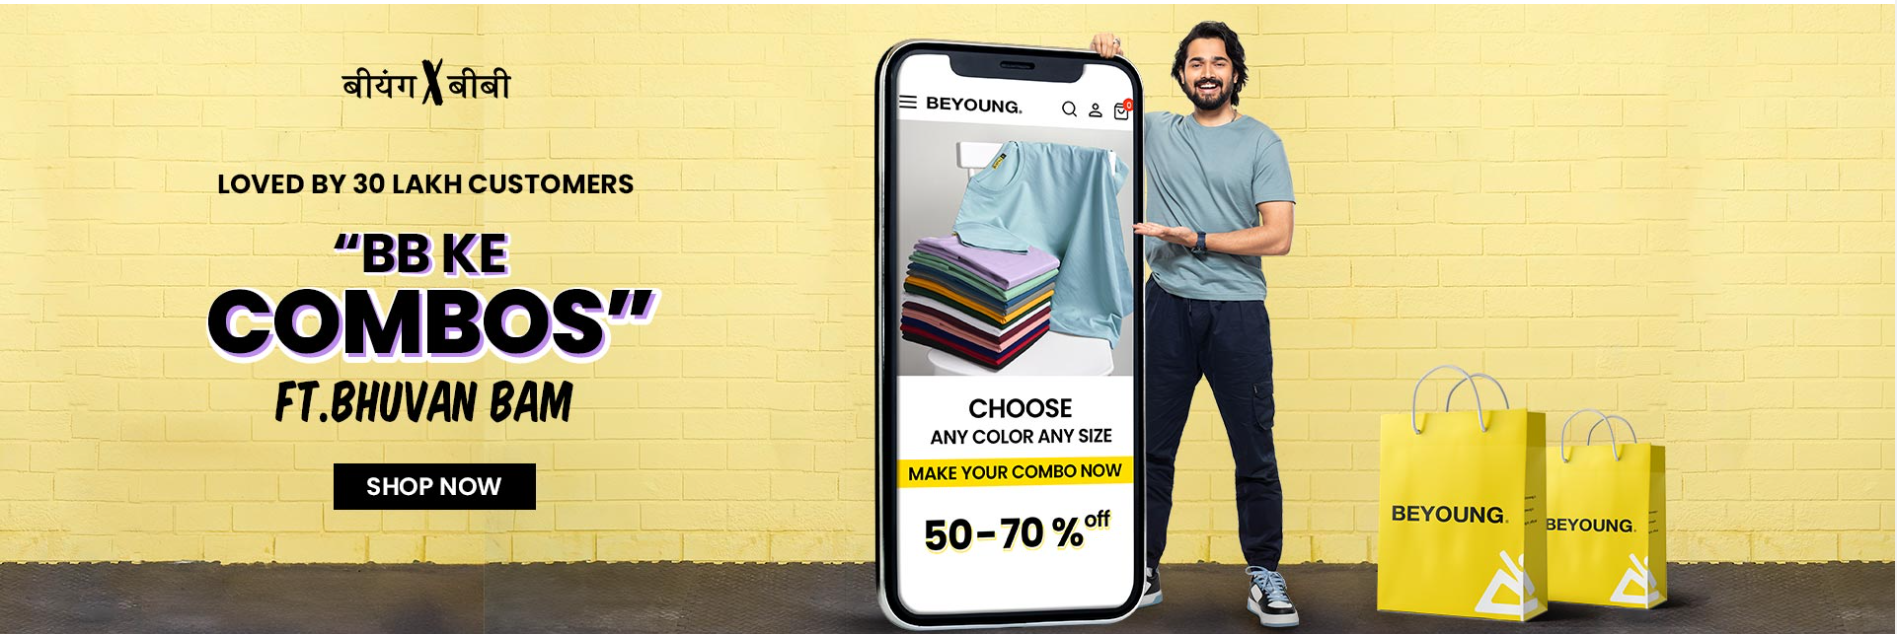 बीयंग X बीबी
LOVED BY 30 LAKH CUSTOMERS
“BB KE
COMBOS”
FT.BHUVAN BAM
SHOP NOW
BEYOUNG.
0
CHOOSE
ANY COLOR ANY SIZE
MAKE YOUR COMBO NOW
50-70 % off
BEYOUNG.
BEYOUNG.